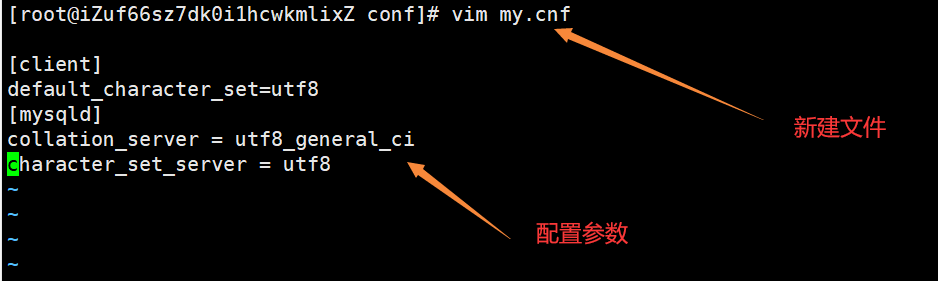 [root@iZuf66sz7dk0i1hcwkmlixZ conf]# vim my.cnf
[client]
default_character_set=utf8
[mysqld]
collation_server = utf8_general_ci
character_set_server = utf8
~
~
~
~
新建文件
配置参数